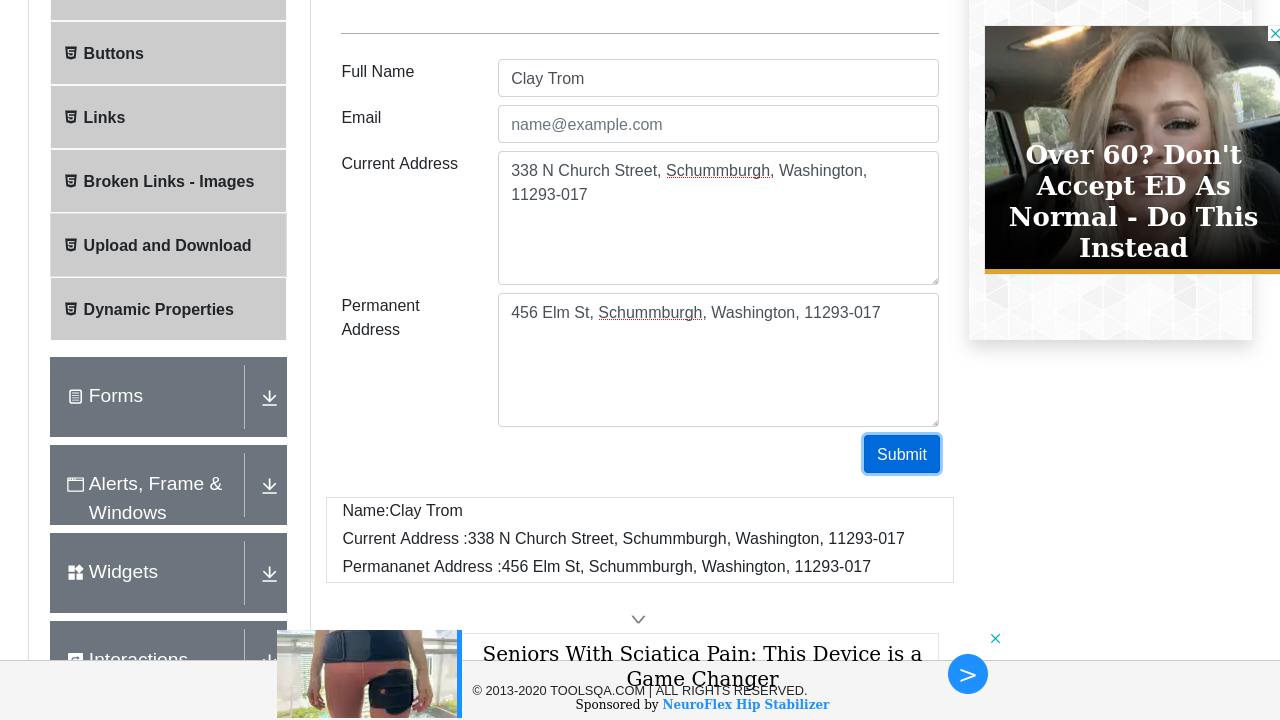 Buttons
Links
Broken Links - Images
Upload and Download
Dynamic Properties
Forms
Alerts, Frame &
Windows
Widgets
Interactions
Full Name
Clay Trom
Email
name@example.com
Current Address
338 N Church Street, Schummburgh, Washington,
11293-017
Permanent
Address
456 Elm St, Schummburgh, Washington, 11293-017
Submit
Name:Clay Trom
Current Address :338 N Church Street, Schummburgh, Washington, 11293-017
Permananet Address :456 Elm St, Schummburgh, Washington, 11293-017
Over 60? Don't
Accept ED As
Normal - Do This
Instead
Seniors With Sciatica Pain: This Device is a
Game Changer
© 2013-2020 TOOLSQA.COM | ALL RIGHTS RESERVED.
Sponsored by NeuroFlex Hip Stabilizer